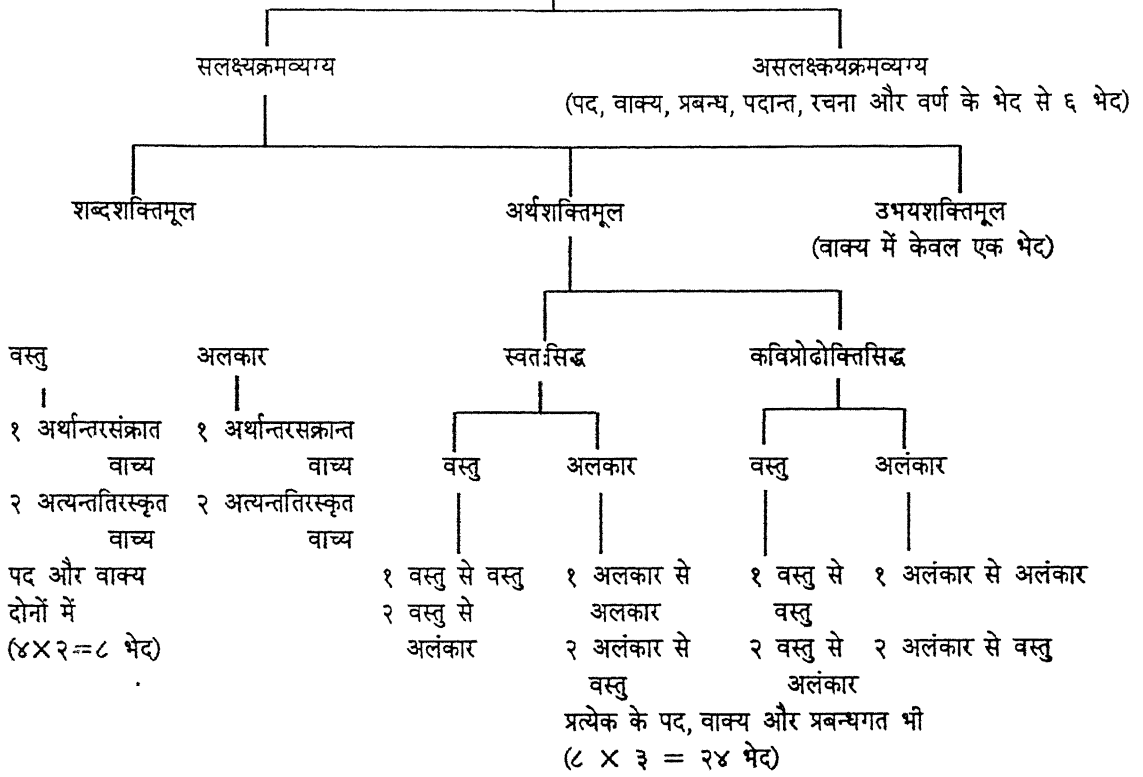 सलक्ष्यक्रमव्यग्य
असलक्ष्कयक्रमव्यग्य
(पद, वाक्य, प्रबन्ध, पदान्त, रचना और वर्ण के भेद से ६ भेद)
शब्दशक्तिमूल
अर्थशक्तिमूल
उभयशक्तिमूल
(वाक्य में केवल एक भेद)
वस्तु
अलकार
स्वतःसिद्ध
कविप्रोढोक्तिसिद्ध
१ अर्थान्तरसंक्रात
वाच्य
२ अत्यन्ततिरस्कृत
वाच्य
१ अर्थान्तरसक्रान्त
वाच्य
२ अत्यन्ततिरस्कृत
वाच्य
पद और वाक्य
दोनों में
(४×२=८ भेद)
वस्तु
अलकार
वस्तु
अलंकार
१ वस्तु से वस्तु
२ वस्तु से
अलंकार
१ अलकार से
अलकार
२ अलंकार से
वस्तु
१ वस्तु से
वस्तु
२ वस्तु से
अलंकार
१ अलंकार से अलंकार
२ अलंकार से वस्तु
प्रत्येक के पद, वाक्य और प्रबन्धगत भी
(८ × ३ = २४ भेद)